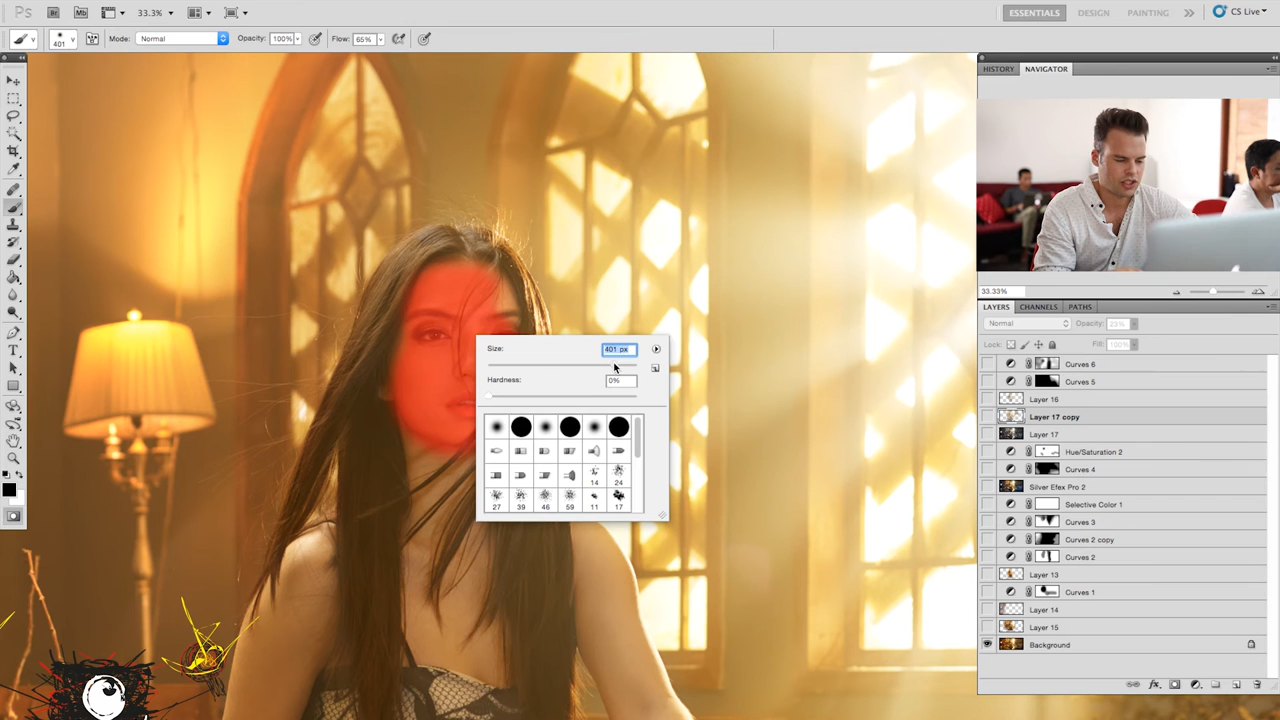 Ps Br Mb 33.3% ESSENTIALS DESIGN PAINTING CS Live
401 Mode: Normal Opacity: 100% Flow: 65%
HISTORY NAVIGATOR
33.33%
LAYERS CHANNELS PATHS
Normal Opacity: 23%
Lock: Fill: 100%
Curves 6
Curves 5
Layer 16
Layer 17 copy
Layer 17
Hue/Saturation 2
Curves 4
Silver Efex Pro 2
Selective Color 1
Curves 3
Curves 2 copy
Curves 2
Layer 13
Curves 1
Layer 14
Layer 15
Background
Size: 401 px
Hardness: 0%
14 24
27 39 46 59 11 17